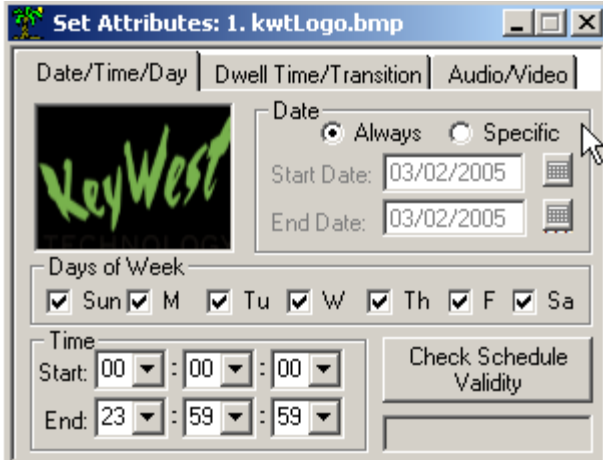 Set Attributes: 1. kwtLogo.bmp
Date/Time/Day Dwell Time/Transition Audio/Video
Date
Always Specific
Start Date: 03/02/2005
End Date: 03/02/2005
KeyWest
TECHNOLOGY
Days of Week
Sun M Tu W Th F Sa
Time
Start: 00 : 00 : 00
End: 23 : 59 : 59
Check Schedule
Validity